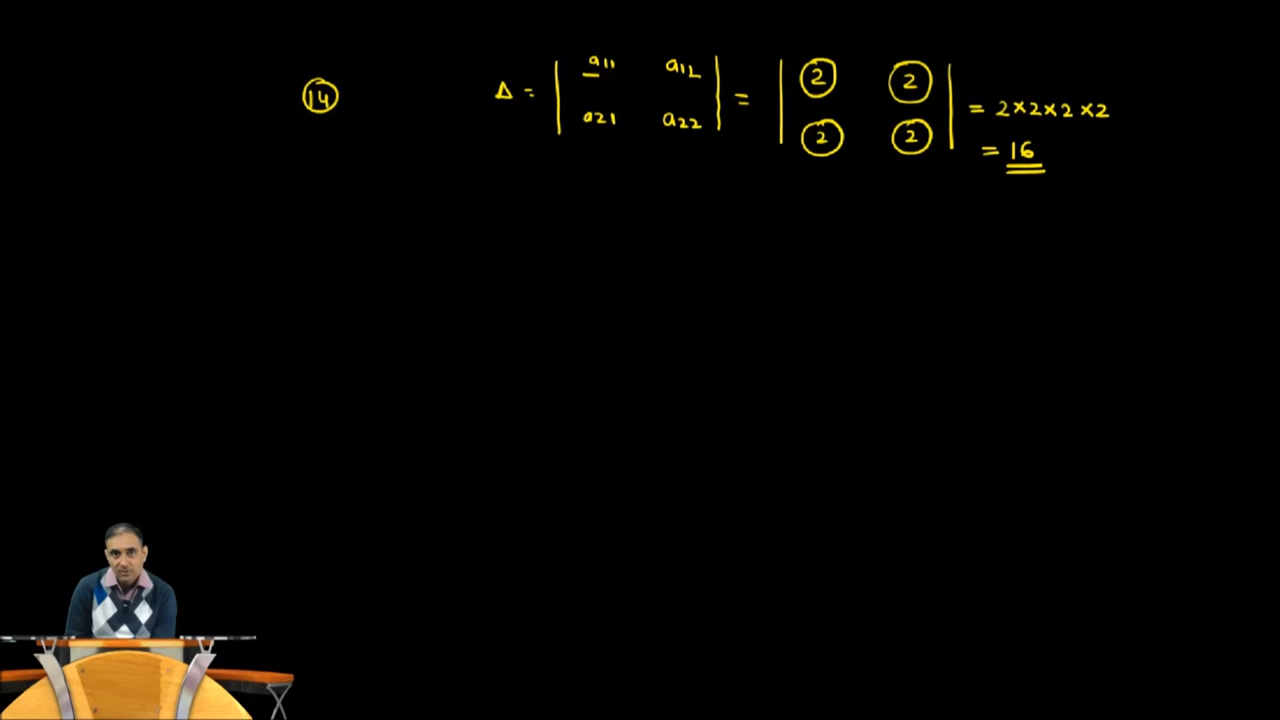 14 Δ = | a11 a12 | = | 2 2 | = 2×2×2×2
| a21 a22 | | 2 2 |
= 16